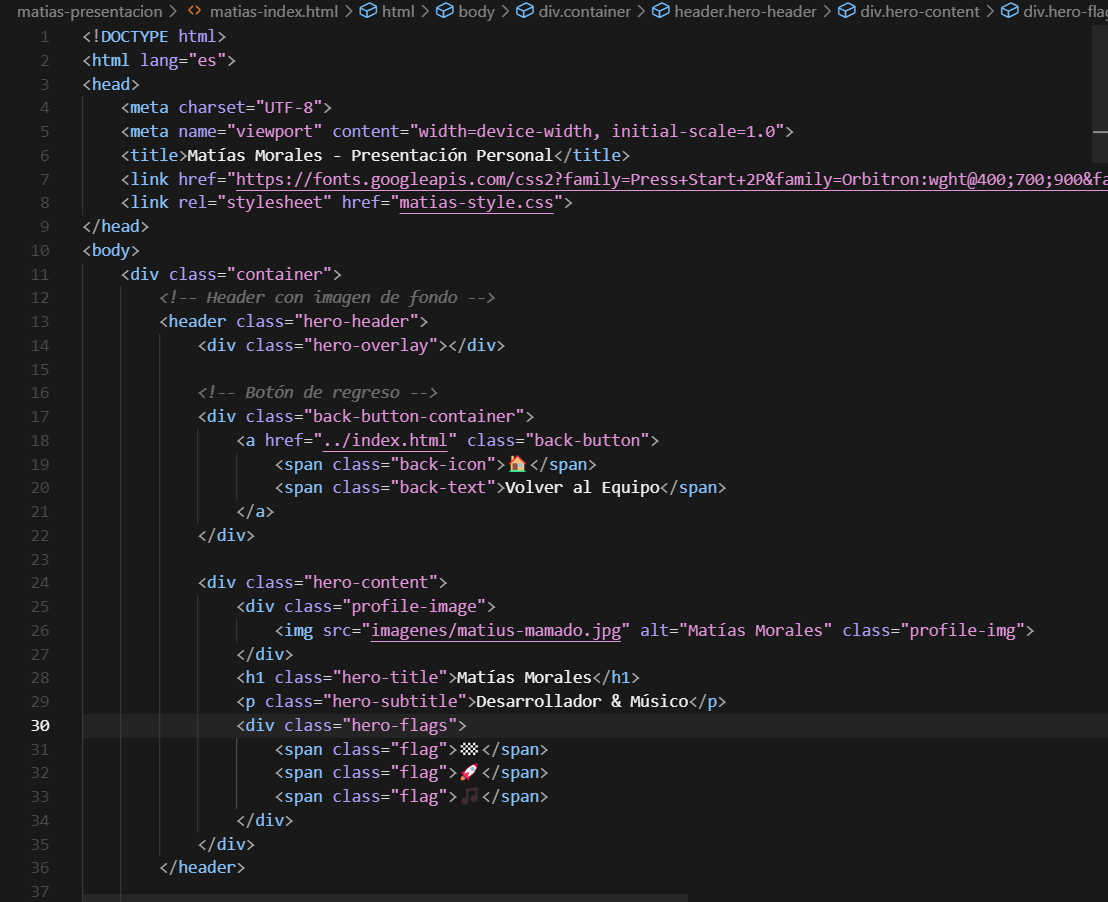 matias-presentacion > matias-index.html > html > body > div.container > header.hero-header > div.hero-content > div.hero-flag
1 <!DOCTYPE html>
2 <html lang="es">
3 <head>
4 <meta charset="UTF-8">
5 <meta name="viewport" content="width=device-width, initial-scale=1.0">
6 <title>Matías Morales - Presentación Personal</title>
7 <link href="https://fonts.googleapis.com/css2?family=Press+Start+2P&family=Orbitron:wght@400;700;900&fa
8 <link rel="stylesheet" href="matias-style.css">
9 </head>
10 <body>
11 <div class="container">
12 <!-- Header con imagen de fondo -->
13 <header class="hero-header">
14 <div class="hero-overlay"></div>
15
16 <!-- Botón de regreso -->
17 <div class="back-button-container">
18 <a href="../index.html" class="back-button">
19 <span class="back-icon">🏠</span>
20 <span class="back-text">Volver al Equipo</span>
21 </a>
22 </div>
23
24 <div class="hero-content">
25 <div class="profile-image">
26 <img src="imagenes/matius-mamado.jpg" alt="Matías Morales" class="profile-img">
27 </div>
28 <h1 class="hero-title">Matías Morales</h1>
29 <p class="hero-subtitle">Desarrollador & Músico</p>
30 <div class="hero-flags">
31 <span class="flag">🏁</span>
32 <span class="flag">🚀</span>
33 <span class="flag">🎵</span>
34 </div>
35 </div>
36 </header>
37